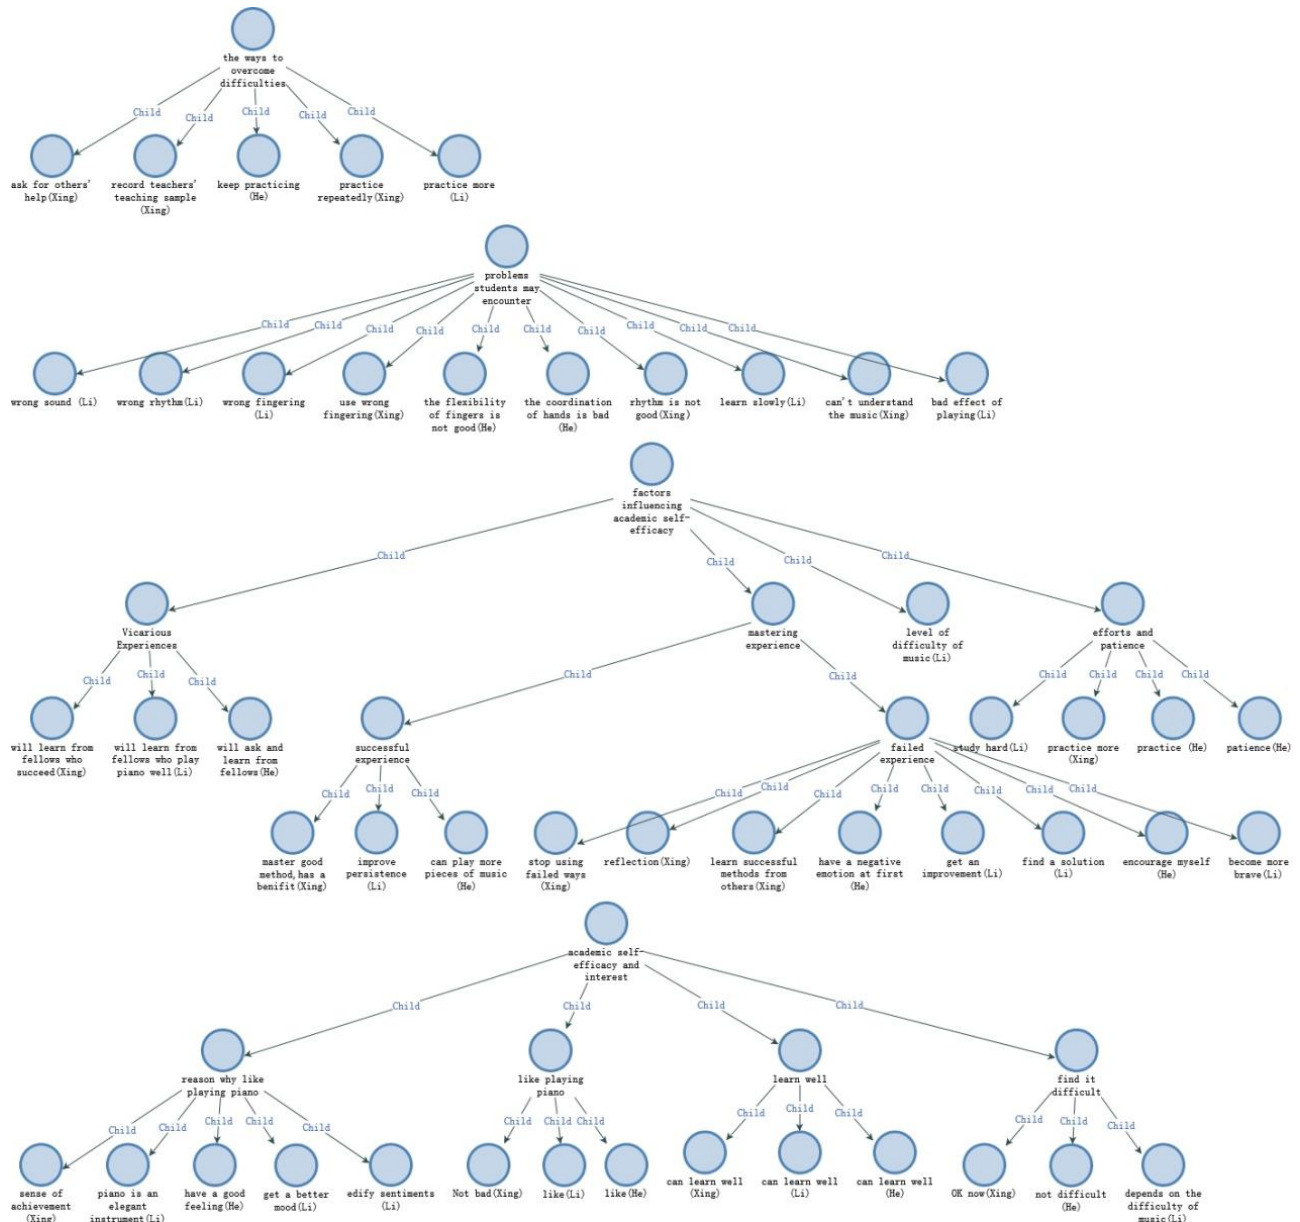 the ways to
overcome
difficulties
Child
Child
Child
Child
Child
ask for others'
help(Xing)
record teachers'
teaching sample
(Xing)
keep practicing
(He)
practice
repeatedly(Xing)
practice more
(Li)
problems
students may
encounter
Child
Child
Child
Child
Child
Child
Child
Child
Child
Child
wrong sound (Li)
wrong rhythm(Li)
wrong fingering
(Li)
use wrong
fingering(Xing)
the flexibility
of fingers is
not good(He)
the coordination
of hands is bad
(He)
rhythm is not
good(Xing)
learn slowly(Li)
can't understand
the music(Xing)
bad effect of
playing(Li)
factors
influencing
academic self-
efficacy
Child
Child
Child
Child
Vicarious
Experiences
mastering
experience
level of
difficulty of
music(Li)
efforts and
patience
Child
Child
Child
Child
Child
Child
Child
Child
Child
will learn from
fellows who
succeed(Xing)
will learn from
fellows who play
piano well(Li)
will ask and
learn from
fellows(He)
successful
experience
failed
experience
study hard(Li)
practice more
(Xing)
practice (He)
patience(He)
Child
Child
Child
Child
Child
Child
Child
Child
Child
Child
Child
master good
method, has a
benifit(Xing)
improve
persistence
(Li)
can play more
pieces of music
(He)
stop using
failed ways
(Xing)
reflection(Xing)
learn successful
methods from
others(Xing)
have a negative
emotion at first
(He)
get an
improvement(Li)
find a solution
(Li)
encourage myself
(He)
become more
brave(Li)
academic self-
efficacy and
interest
Child
Child
Child
Child
reason why like
playing piano
like playing
piano
learn well
find it
difficult
Child
Child
Child
Child
Child
Child
Child
Child
Child
Child
Child
Child
Child
Child
sense of
achievement
(Xing)
piano is an
elegant
instrument(Li)
have a good
feeling(He)
get a better
mood(Li)
edify sentiments
(Li)
Not bad(Xing)
like(Li)
like(He)
can learn well
(Xing)
can learn well
(Li)
can learn well
(He)
OK now(Xing)
not difficult
(He)
depends on the
difficulty of
music(Li)